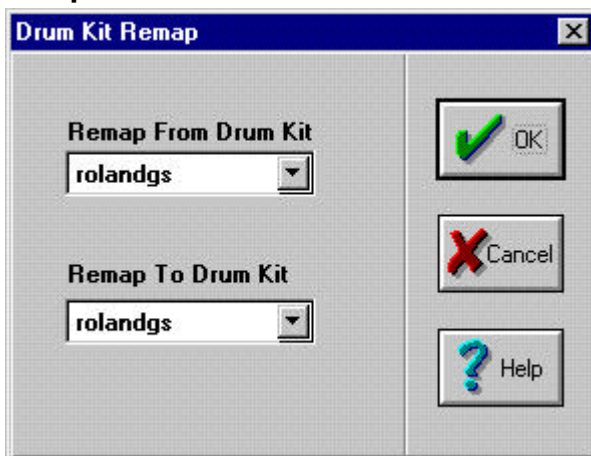 Drum Kit Remap
Remap From Drum Kit
rolandgs
OK
Cancel
Remap To Drum Kit
rolandgs
Help